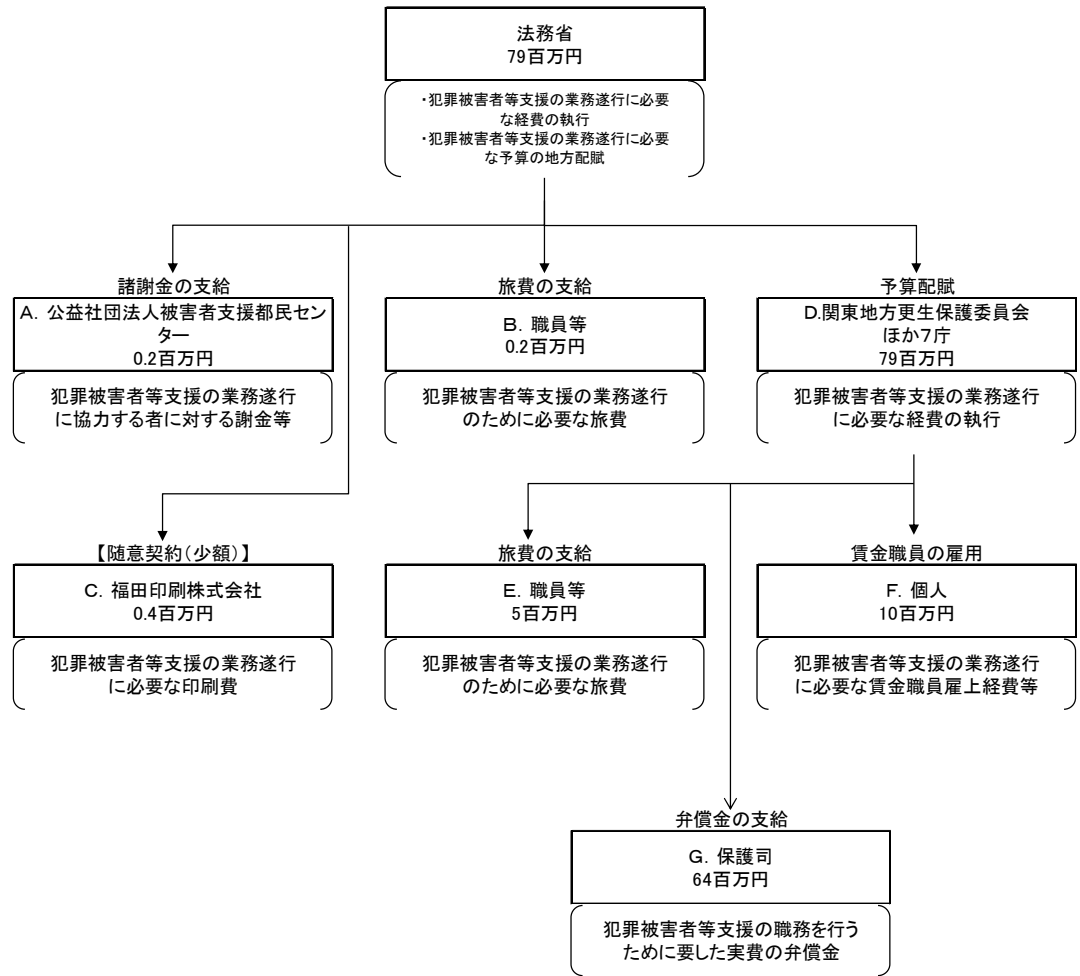 法務省
79百万円
・犯罪被害者等支援の業務遂行に必要
な経費の執行
・犯罪被害者等支援の業務遂行に必要
な予算の地方配賦
諸謝金の支給
A. 公益社団法人被害者支援都民セン
ター
0.2百万円
犯罪被害者等支援の業務遂行
に協力する者に対する謝金等
旅費の支給
B. 職員等
0.2百万円
犯罪被害者等支援の業務遂行
のために必要な旅費
予算配賦
D.関東地方更生保護委員会
ほか7庁
79百万円
犯罪被害者等支援の業務遂行
に必要な経費の執行
【随意契約(少額)】
C. 福田印刷株式会社
0.4百万円
犯罪被害者等支援の業務遂行
に必要な印刷費
旅費の支給
E. 職員等
5百万円
犯罪被害者等支援の業務遂行
のために必要な旅費
賃金職員の雇用
F. 個人
10百万円
犯罪被害者等支援の業務遂行
に必要な賃金職員雇上経費等
弁償金の支給
G. 保護司
64百万円
犯罪被害者等支援の職務を行う
ために要した実費の弁償金